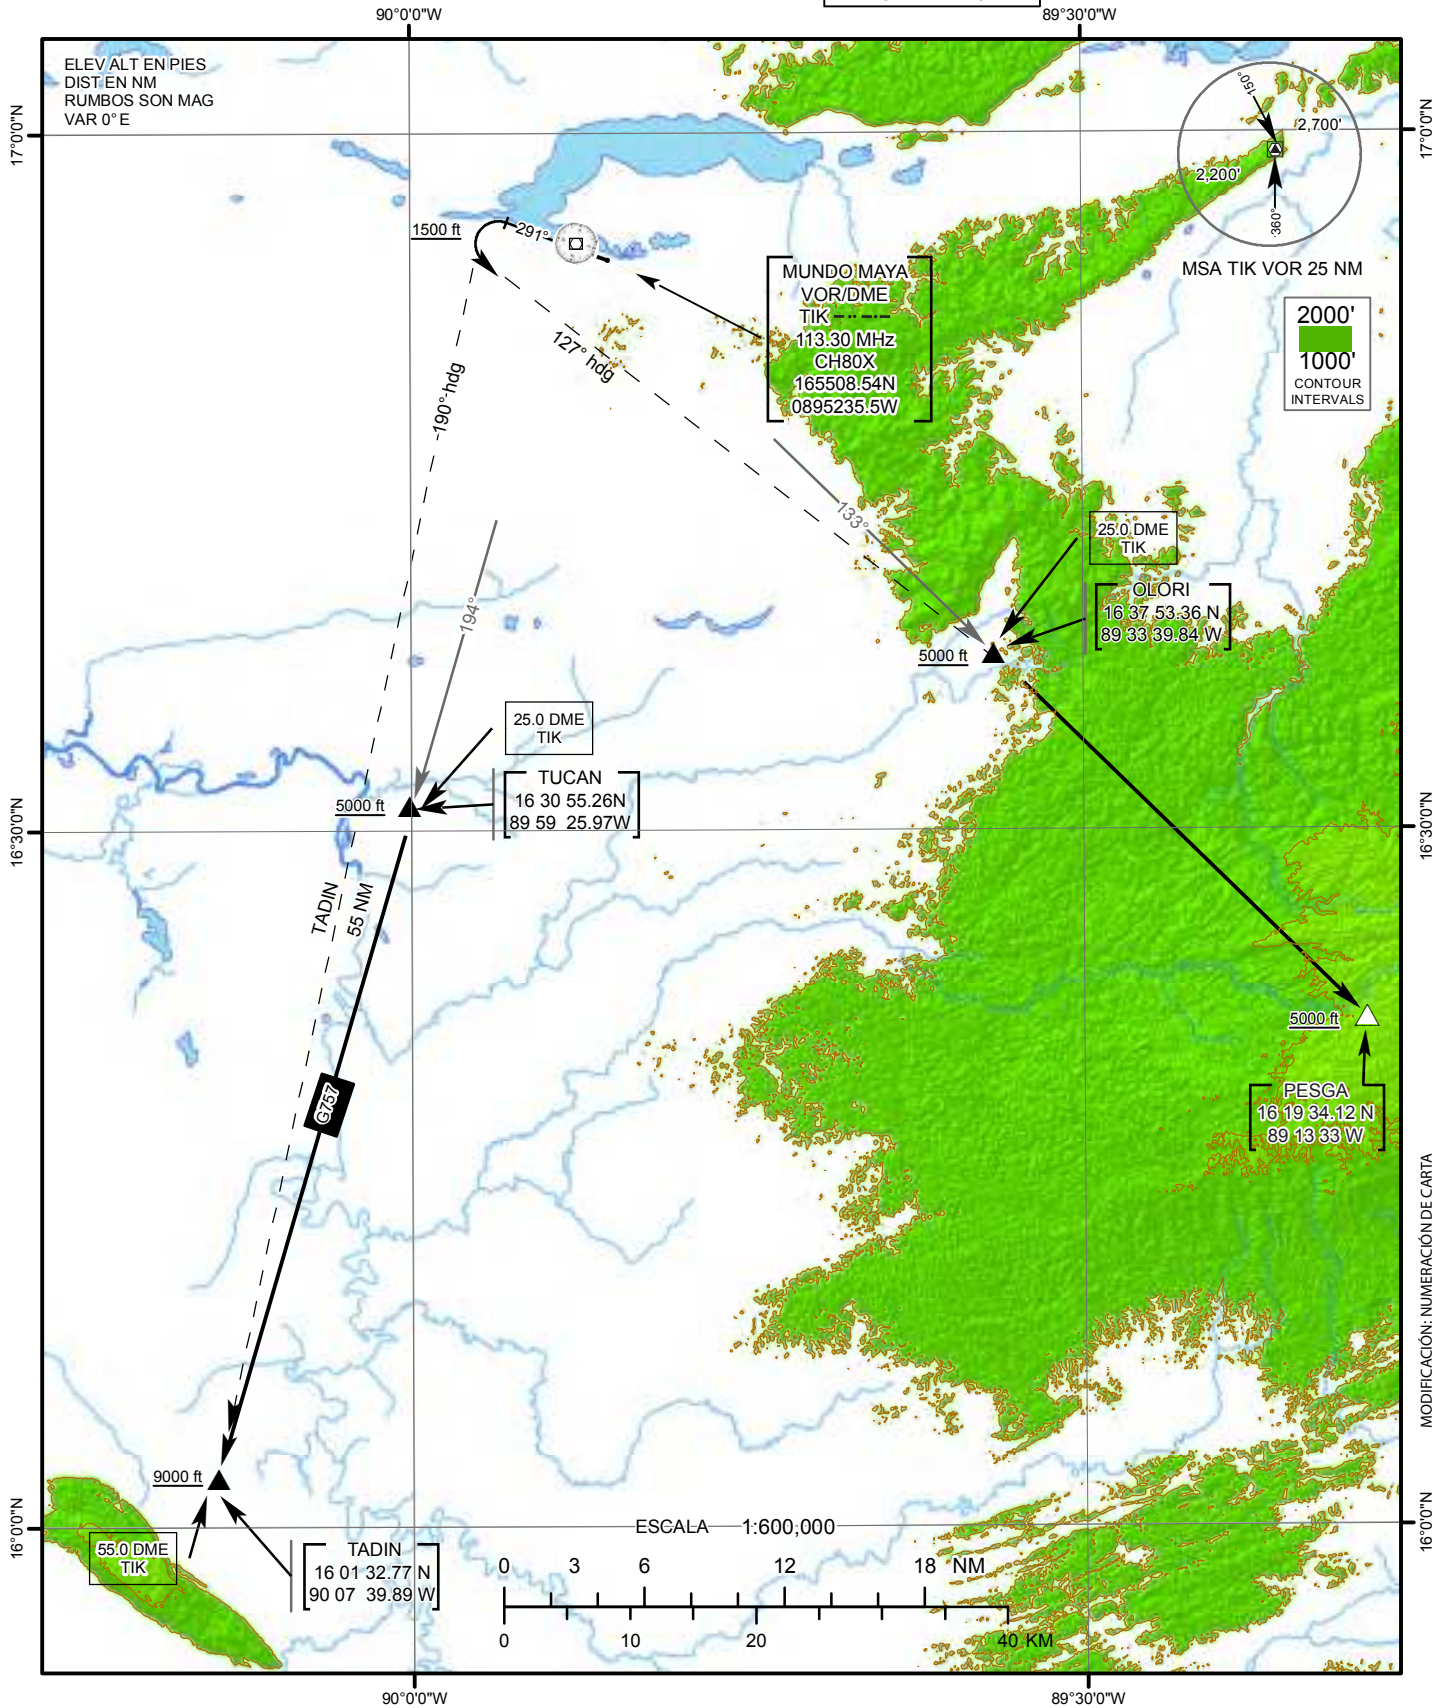 90°0'0"W
89°30'0"W
ELEV ALT EN PIES
DIST EN NM
RUMBOS SON MAG
VAR 0° E
17°0'0"N
17°0'0"N
150°
2,700'
2,200'
360°
MSA TIK VOR 25 NM
1500 ft
291°
MUNDO MAYA
VOR/DME
TIK
113.30 MHz
CH80X
165508.54N
0895235.5W
2000'
1000'
CONTOUR
INTERVALS
190° hdg
127° hdg
133°
25.0 DME
TIK
OLORI
16 37 53.36 N
89 33 39.84 W
5000 ft
194°
25.0 DME
TIK
TUCAN
16 30 55.26N
89 59 25.97W
5000 ft
16°30'0"N
16°30'0"N
TADIN
55 NM
G757
5000 ft
PESGA
16 19 34.12 N
89 13 33 W
MODIFICACIÓN: NUMERACIÓN DE CARTA
9000 ft
55.0 DME
TIK
TADIN
16 01 32.77 N
90 07 39.89 W
16°0'0"N
16°0'0"N
ESCALA 1:600,000
0 3 6 12 18 NM
0 10 20 40 KM
90°0'0"W
89°30'0"W